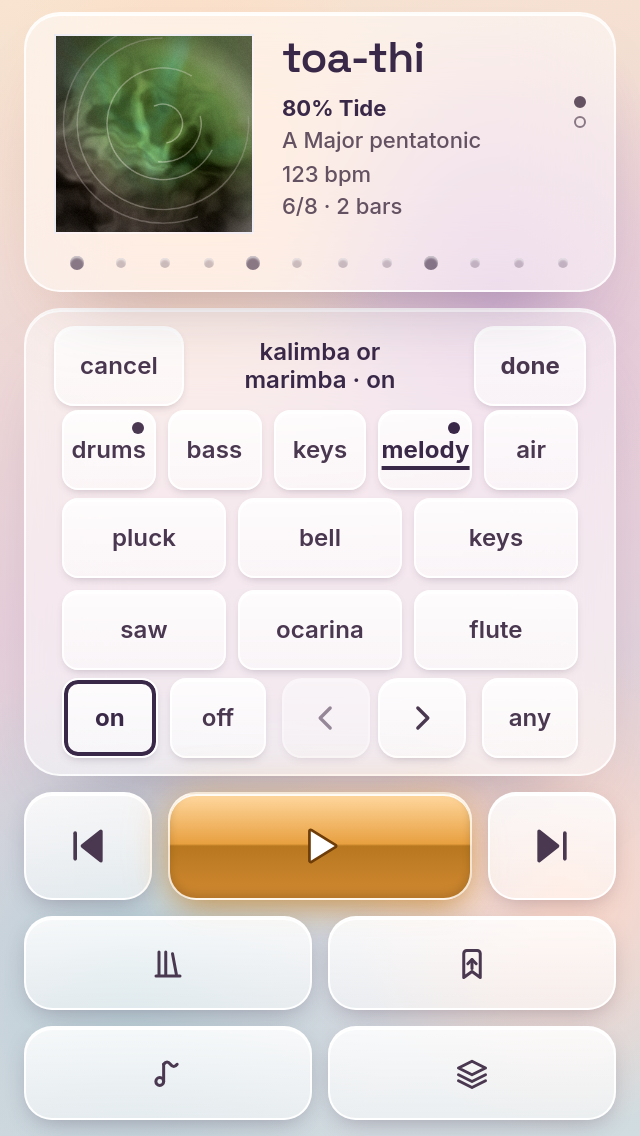 toa-thi
80% Tide
A Major pentatonic
123 bpm
6/8 · 2 bars
cancel
kalimba or
marimba · on
done
drums
bass
keys
melody
air
pluck
bell
keys
saw
ocarina
flute
on
off
any